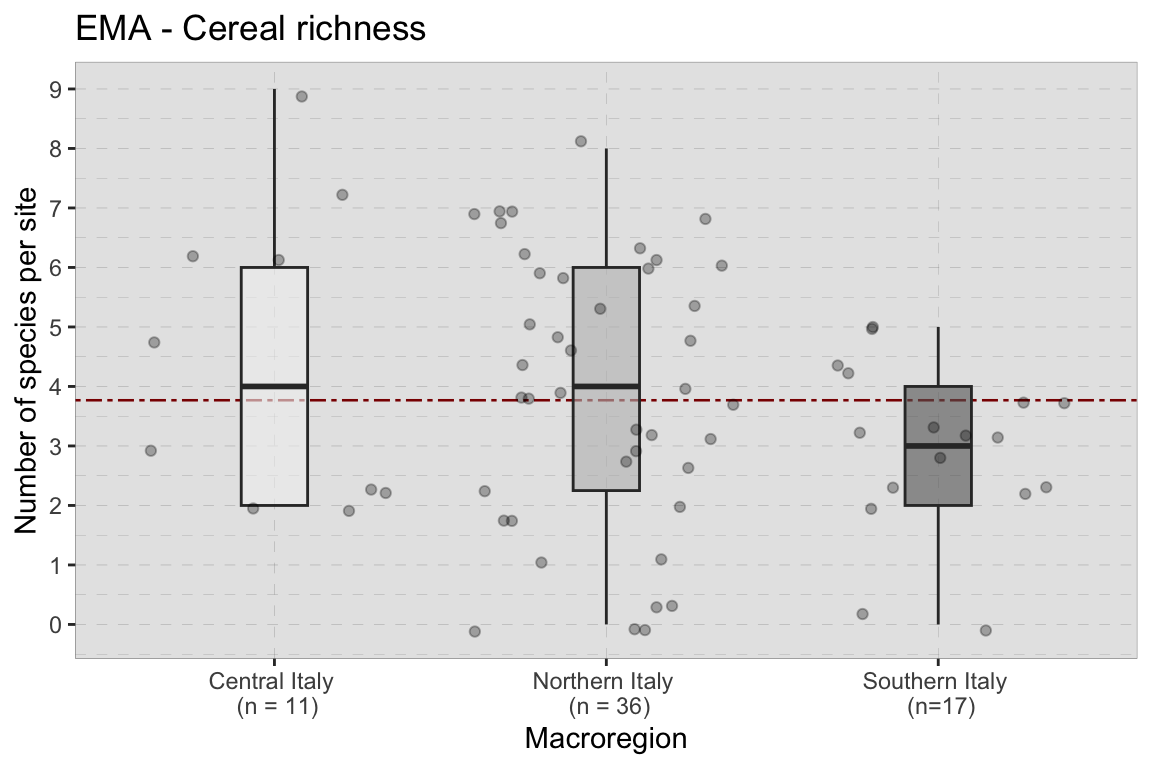 EMA - Cereal richness
Number of species per site
9
8
7
6
5
4
3
2
1
0
Central Italy
(n = 11)
Northern Italy
(n = 36)
Southern Italy
(n=17)
Macroregion